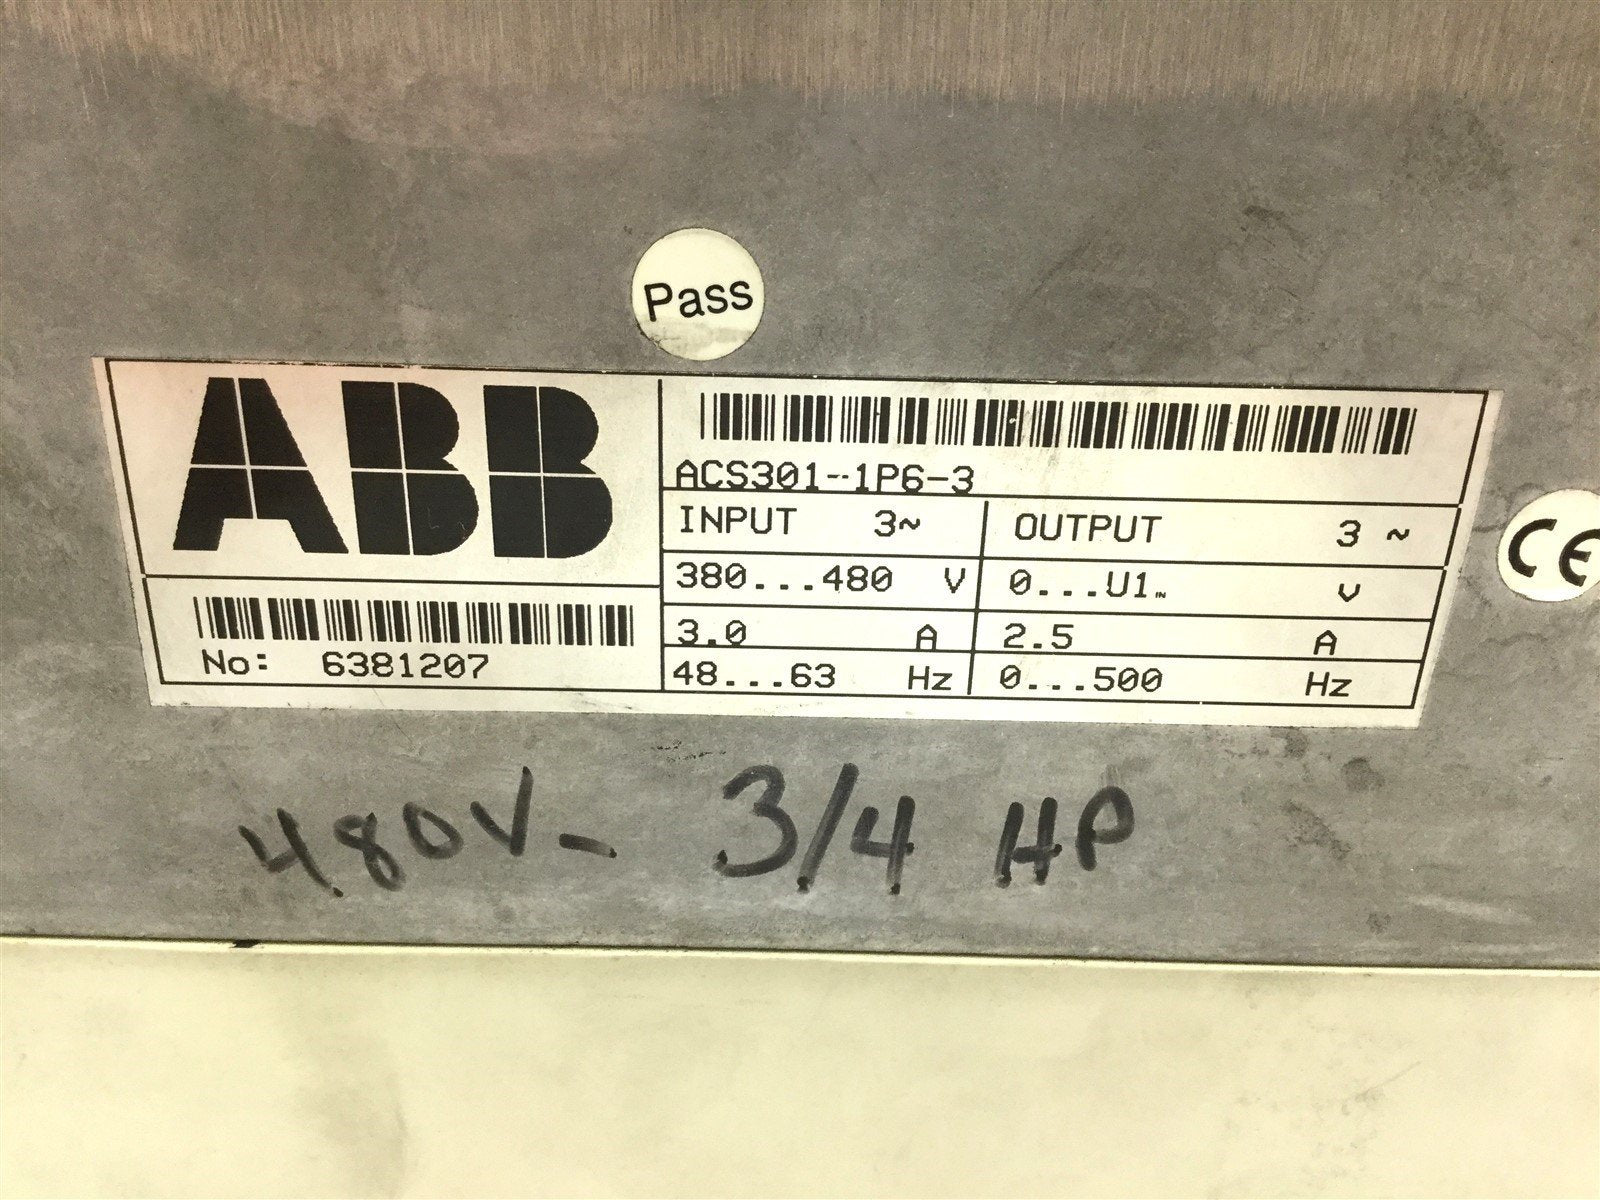 Pass
ABB
ACS301--1P6-3
INPUT 3~ OUTPUT 3 ~
380...480 V 0...U1IN V
3.0 A 2.5 A
48...63 Hz 0...500 Hz
No: 6381207
CE
480V- 3/4 HP